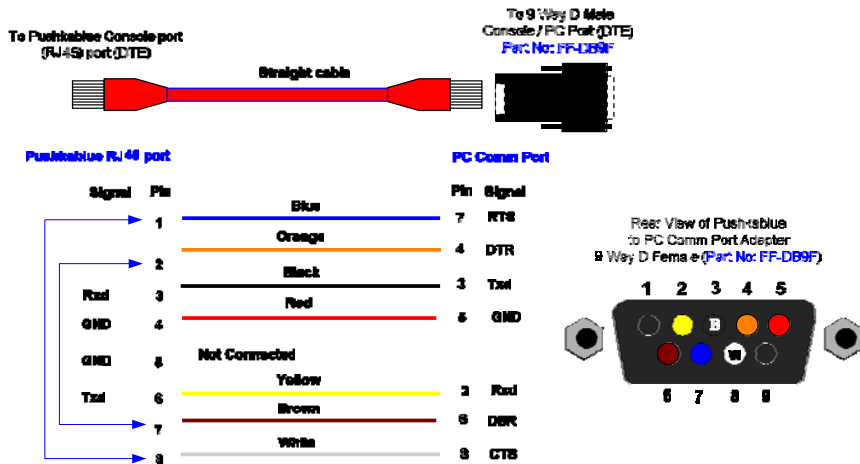 To Pushkablue Console port
(RJ45) port (DTE)
To 9 Way D Male
Console / PC Port (DTE)
Part No: FF-DB9F
Straight cable
Pushkablue RJ45 port
PC Comm Port
Signal Pin
Pin Signal
1 Blue 7 RTS
Orange 4 DTR
2
Black
Rxd 3 3 Txd
Red
GND 4 5 GND
GND 5 Not Connected
Yellow
Txd 6 2 Rxd
Brown 6 DSR
7
White
8 8 CTS
Rear View of Pushkablue
to PC Comm Port Adapter
9 Way D Female (Part No: FF-DB9F)
1 2 3 4 5
B
W
6 7 8 9